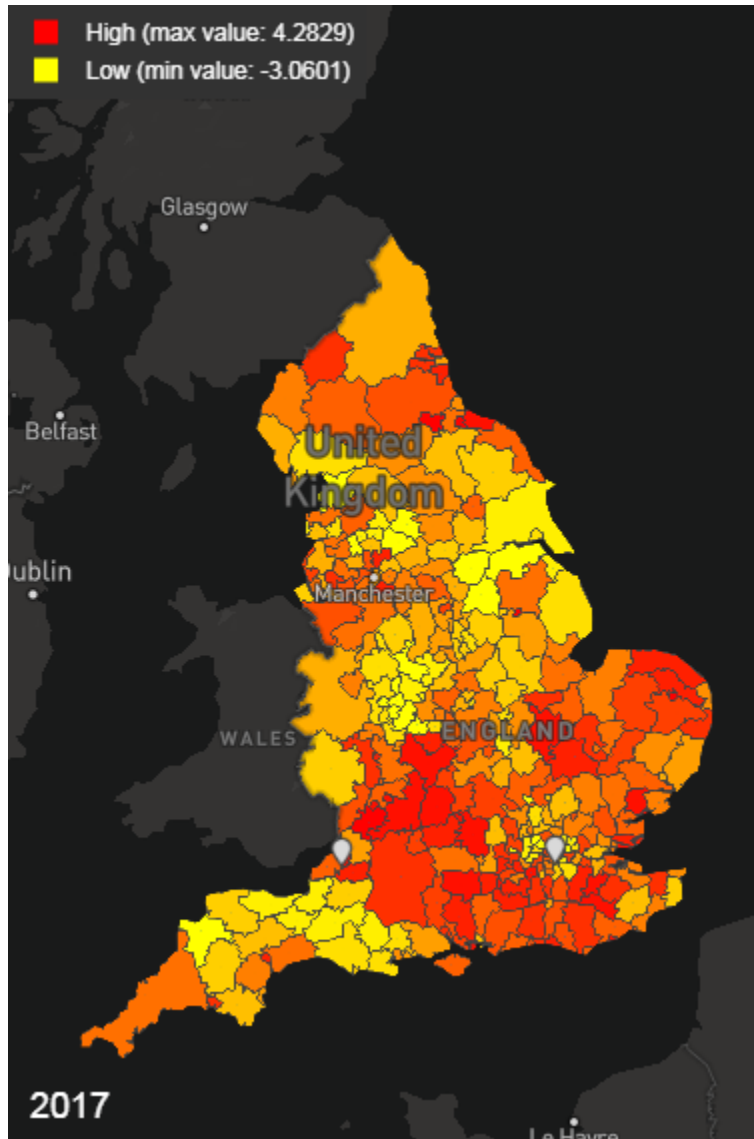 High (max value: 4.2829)
Low (min value: -3.0601)
Glasgow
Belfast
United
Kingdom
Dublin
Manchester
WALES
ENGLAND
2017
Le Havre